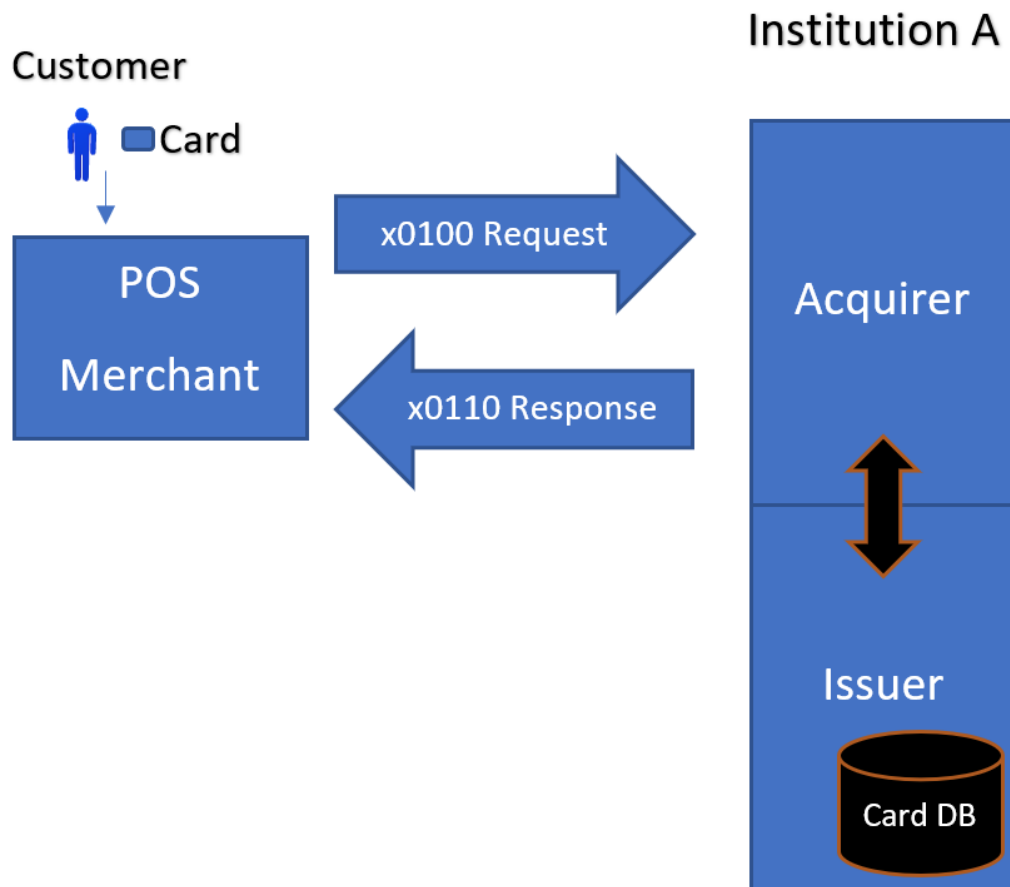 Institution A
Customer
Card
POS
Merchant
x0100 Request
x0110 Response
Acquirer
Issuer
Card DB